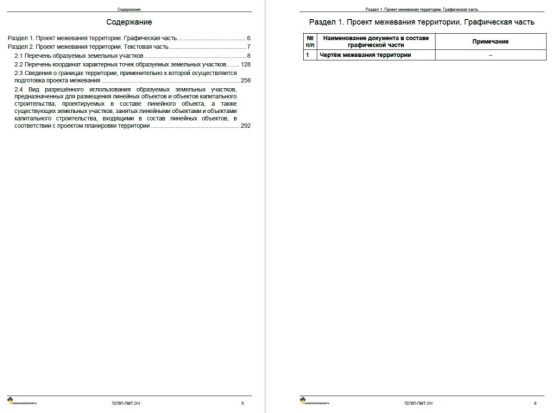 Содержание
Содержание
Раздел 1. Проект межевания территории. Графическая часть 6
Раздел 2. Проект межевания территории. Текстовая часть 7
2.1 Перечень образуемых земельных участков 8
2.2 Перечень координат характерных точек образуемых земельных участков 128
2.3 Сведения о границах территории, применительно к которой осуществляется
подготовка проекта межевания 258
2.4 Вид разрешённого использования образуемых земельных участков,
предназначенных для размещения линейных объектов и объектов капитального
строительства, проектируемых в составе линейного объекта, а также
существующих земельных участков, занятых линейными объектами и объектами
капитального строительства, входящими в состав линейных объектов, в
соответствии с проектом планировки территории 292
5
Раздел 1. Проект межевания территории. Графическая часть
Раздел 1. Проект межевания территории. Графическая часть
№ п/п
Наименование документа в составе
графической части
Примечание
1 Чертёж межевания территории –
6